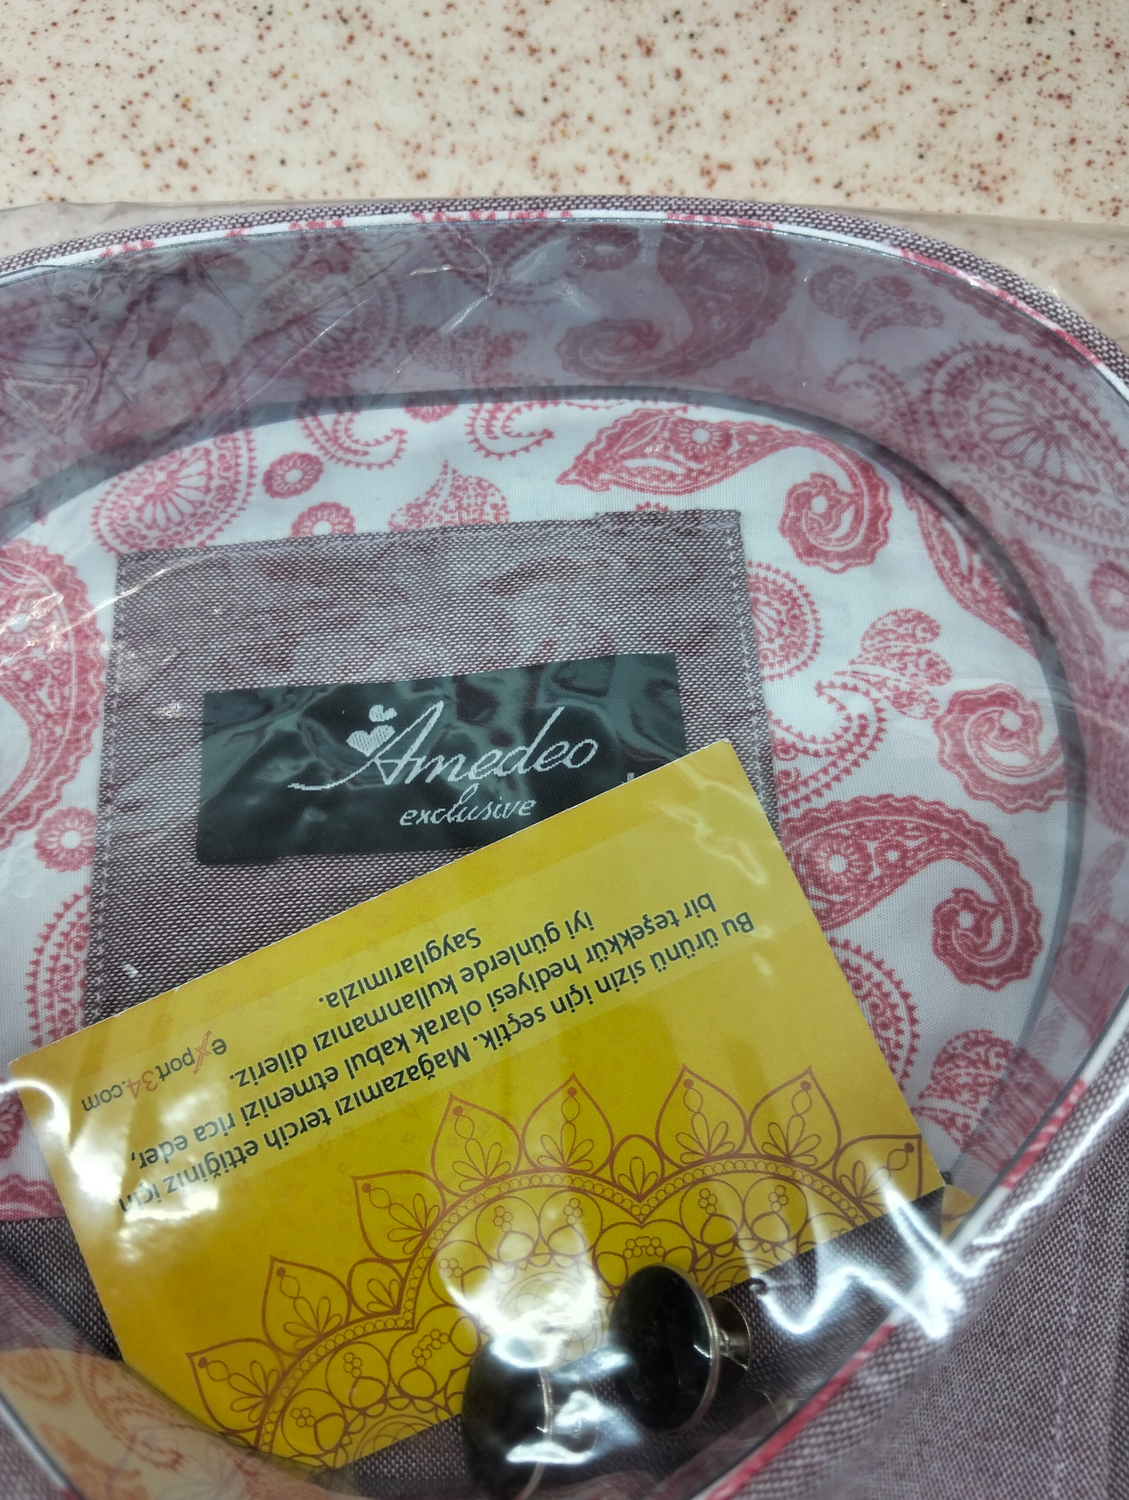 Amedeo
exclusive
Bu ürünü sizin için seçtik. Mağazamızı tercih ettiğiniz için
bir teşekkür hediyesi olarak kabul etmenizi rica eder,
iyi günlerde kullanmanızı dileriz.
Saygılarımızla.
export34.com